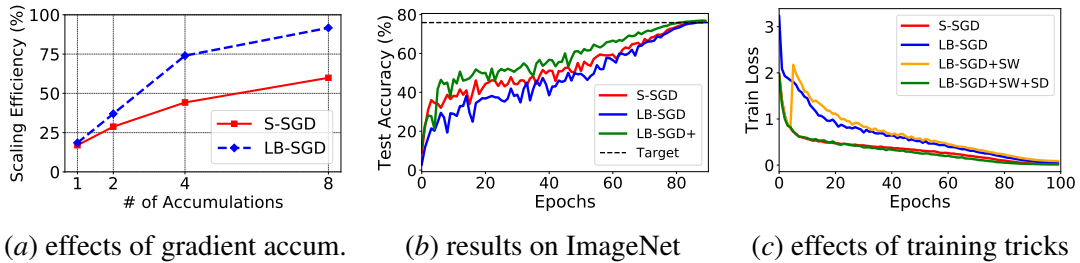 Scaling Efficiency (%)
100
75
50
25
0
1
2
4
8
# of Accumulations
S-SGD
LB-SGD
(a) effects of gradient accum.
Test Accuracy (%)
80
60
40
20
0
0
20
40
60
80
Epochs
S-SGD
LB-SGD
LB-SGD+
Target
(b) results on ImageNet
Train Loss
3
2
1
0
0
20
40
60
80
100
Epochs
S-SGD
LB-SGD
LB-SGD+SW
LB-SGD+SW+SD
(c) effects of training tricks